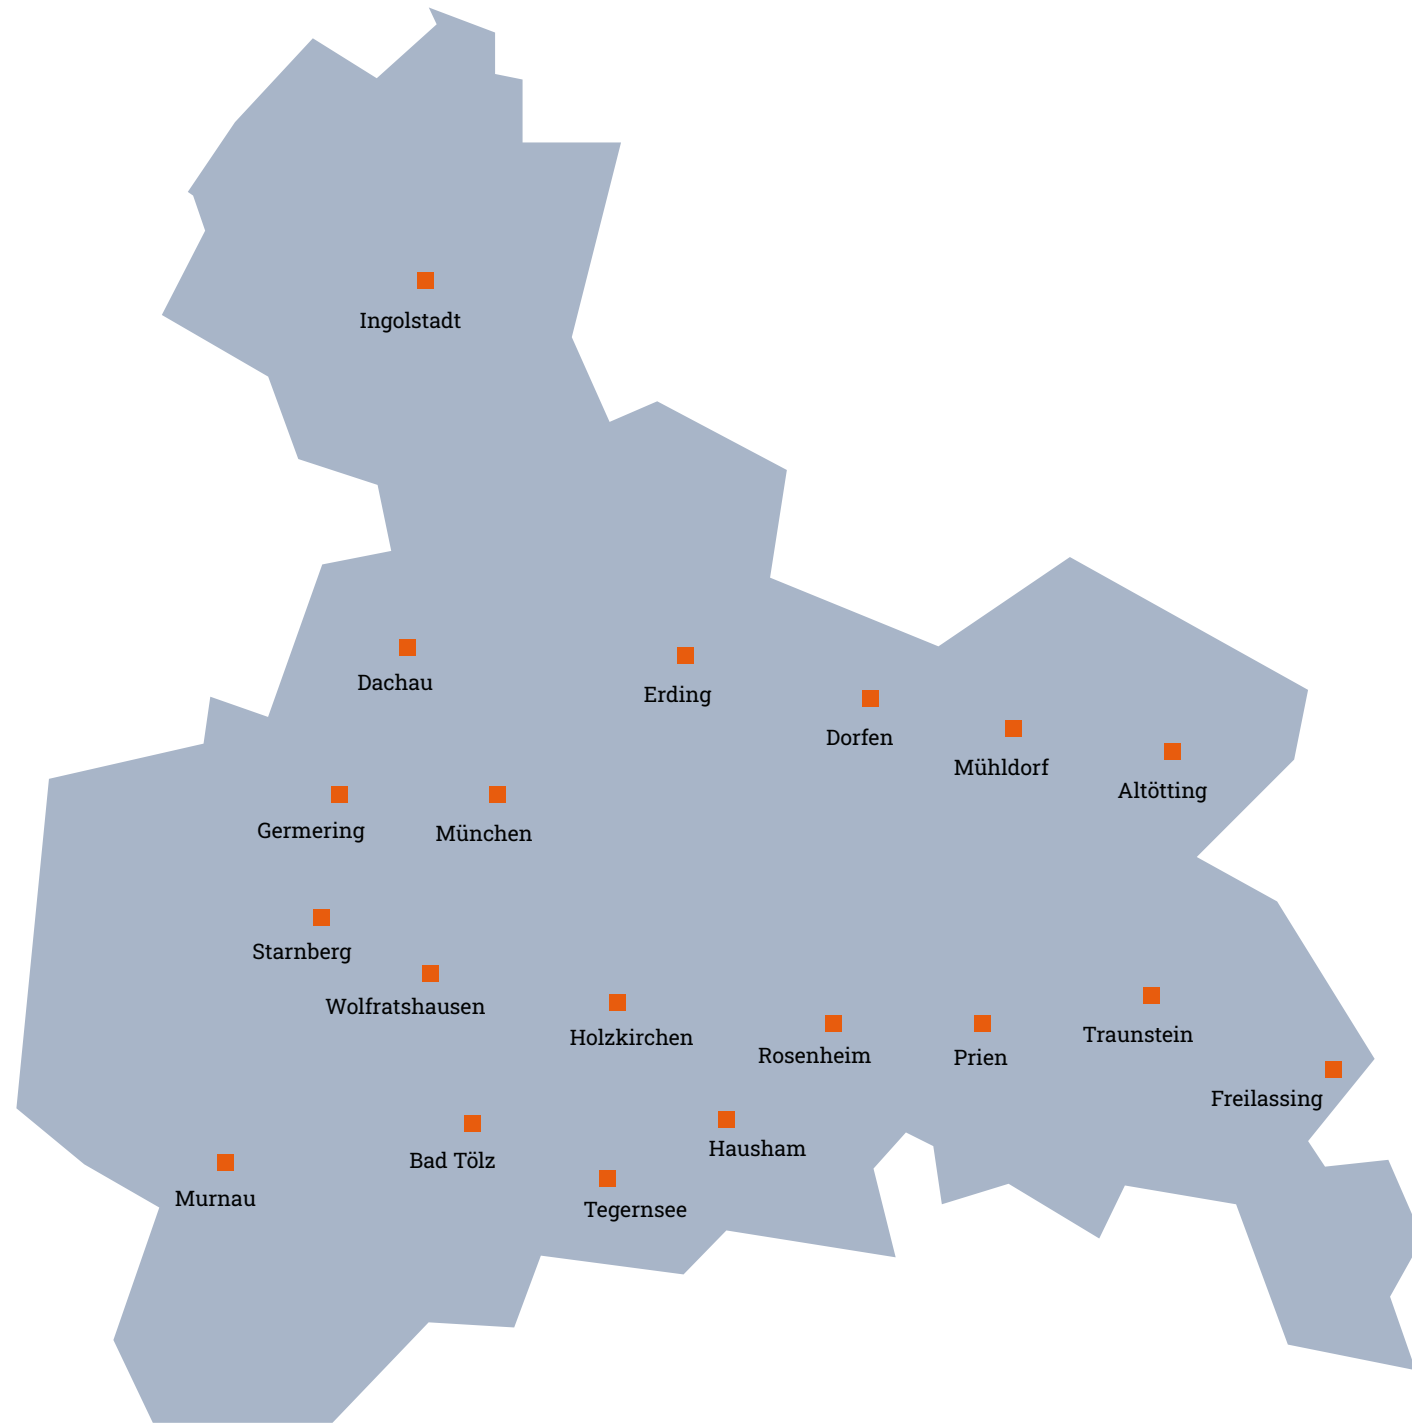 Ingolstadt
Dachau
Erding
Dorfen
Mühldorf
Altötting
Germering
München
Starnberg
Wolfratshausen
Holzkirchen
Rosenheim
Prien
Traunstein
Freilassing
Hausham
Bad Tölz
Murnau
Tegernsee